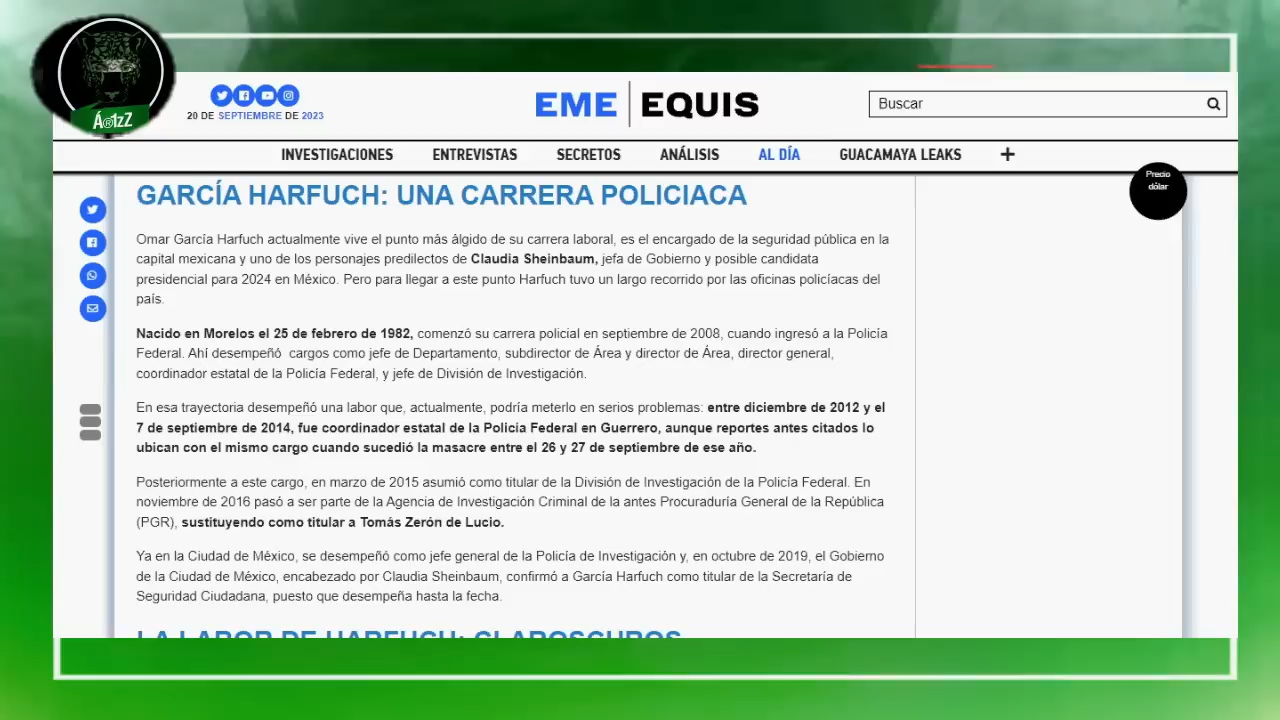 Á®1zZ
20 DE SEPTIEMBRE DE 2023
EME EQUIS
Buscar
INVESTIGACIONES ENTREVISTAS SECRETOS ANÁLISIS AL DÍA GUACAMAYA LEAKS +
Precio
dólar
GARCÍA HARFUCH: UNA CARRERA POLICIACA
Omar García Harfuch actualmente vive el punto más álgido de su carrera laboral, es el encargado de la seguridad pública en la
capital mexicana y uno de los personajes predilectos de Claudia Sheinbaum, jefa de Gobierno y posible candidata
presidencial para 2024 en México. Pero para llegar a este punto Harfuch tuvo un largo recorrido por las oficinas policíacas del
país.
Nacido en Morelos el 25 de febrero de 1982, comenzó su carrera policial en septiembre de 2008, cuando ingresó a la Policía
Federal. Ahí desempeñó cargos como jefe de Departamento, subdirector de Área y director de Área, director general,
coordinador estatal de la Policía Federal, y jefe de División de Investigación.
En esa trayectoria desempeñó una labor que, actualmente, podría meterlo en serios problemas: entre diciembre de 2012 y el
7 de septiembre de 2014, fue coordinador estatal de la Policía Federal en Guerrero, aunque reportes antes citados lo
ubican con el mismo cargo cuando sucedió la masacre entre el 26 y 27 de septiembre de ese año.
Posteriormente a este cargo, en marzo de 2015 asumió como titular de la División de Investigación de la Policía Federal. En
noviembre de 2016 pasó a ser parte de la Agencia de Investigación Criminal de la antes Procuraduría General de la República
(PGR), sustituyendo como titular a Tomás Zerón de Lucio.
Ya en la Ciudad de México, se desempeñó como jefe general de la Policía de Investigación y, en octubre de 2019, el Gobierno
de la Ciudad de México, encabezado por Claudia Sheinbaum, confirmó a García Harfuch como titular de la Secretaría de
Seguridad Ciudadana, puesto que desempeña hasta la fecha.
LA LABOR DE HARFUCH: CLAROSCUROS